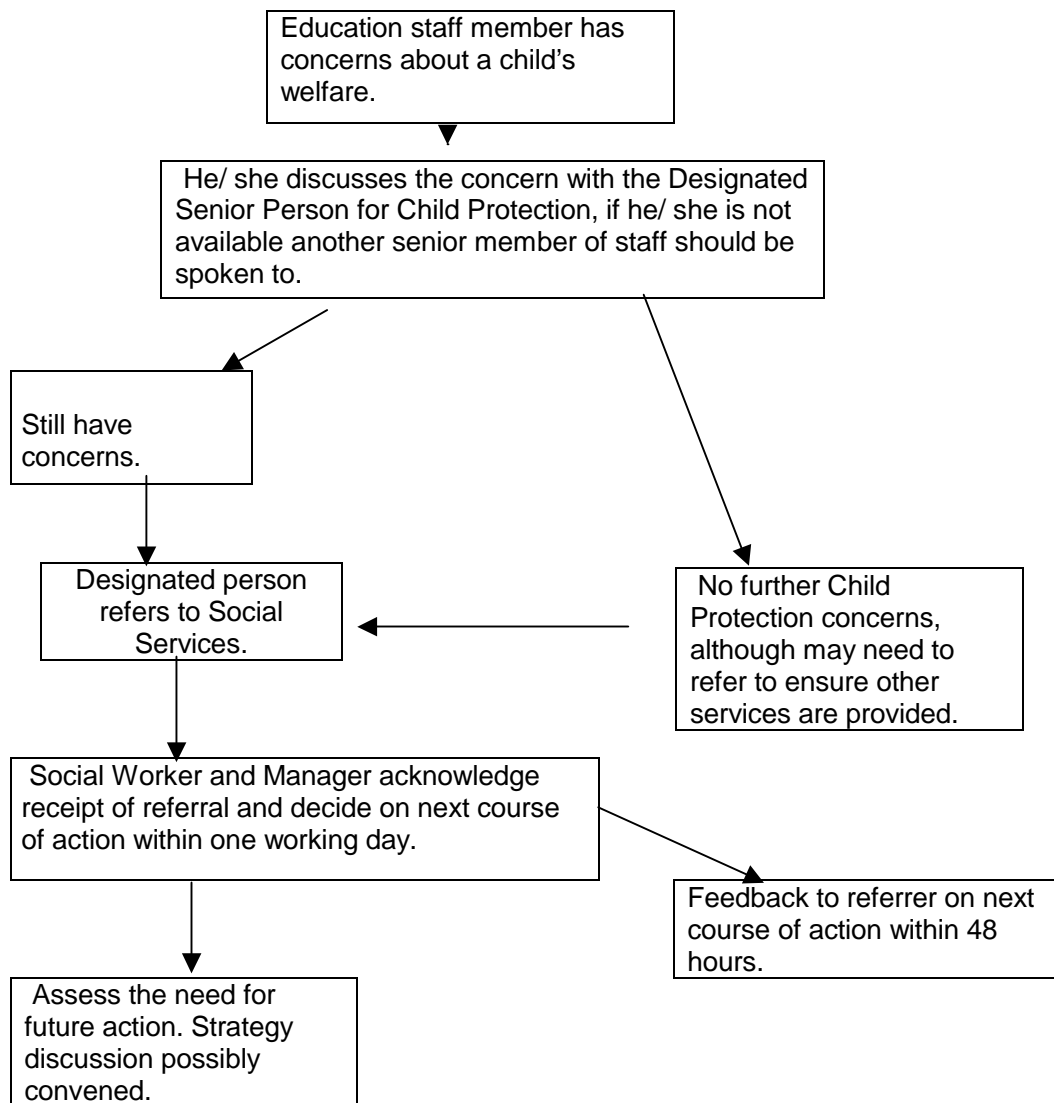 Education staff member has
concerns about a child's
welfare.
He/ she discusses the concern with the Designated
Senior Person for Child Protection, if he/ she is not
available another senior member of staff should be
spoken to.
Still have
concerns.
Designated person
refers to Social
Services.
No further Child
Protection concerns,
although may need to
refer to ensure other
services are provided.
Social Worker and Manager acknowledge
receipt of referral and decide on next course
of action within one working day.
Feedback to referrer on next
course of action within 48
hours.
Assess the need for
future action. Strategy
discussion possibly
convened.